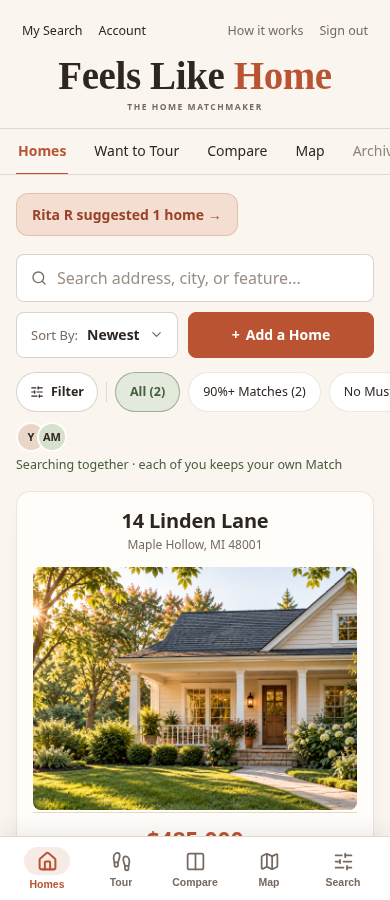 My Search Account How it works Sign out
Feels Like Home
THE HOME MATCHMAKER
Homes Want to Tour Compare Map
Rita R suggested 1 home →
Search address, city, or feature...
Sort By: Newest + Add a Home
Filter All (2) 90%+ Matches (2) No
Y AM
Searching together · each of you keeps your own Match
14 Linden Lane
Maple Hollow, MI 48001
Homes Tour Compare Map Search